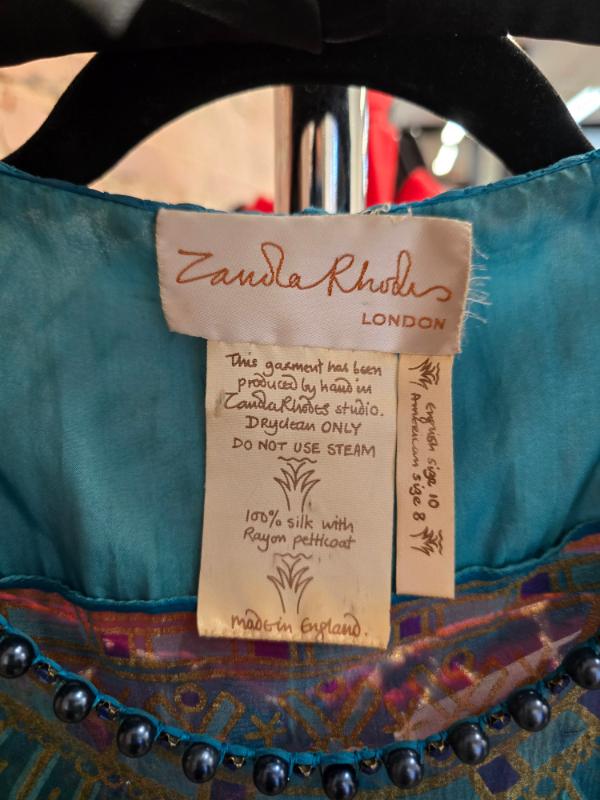 Zandra Rhodes
LONDON
This garment has been
produced by hand in
Zandra Rhodes studio.
Dryclean ONLY
DO NOT USE STEAM
100% silk with
Rayon petticoat
made in England.
English size 10
American size 8